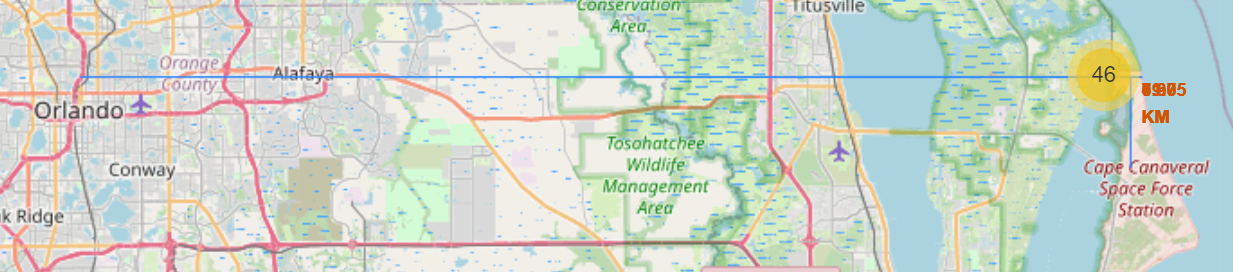 Conservation
Area
Titusville
Orange
County
Alafaya
46
Orlando
KM
Tosohatchee
Wildlife
Management
Area
Conway
Cape Canaveral
Space Force
Station
k Ridge